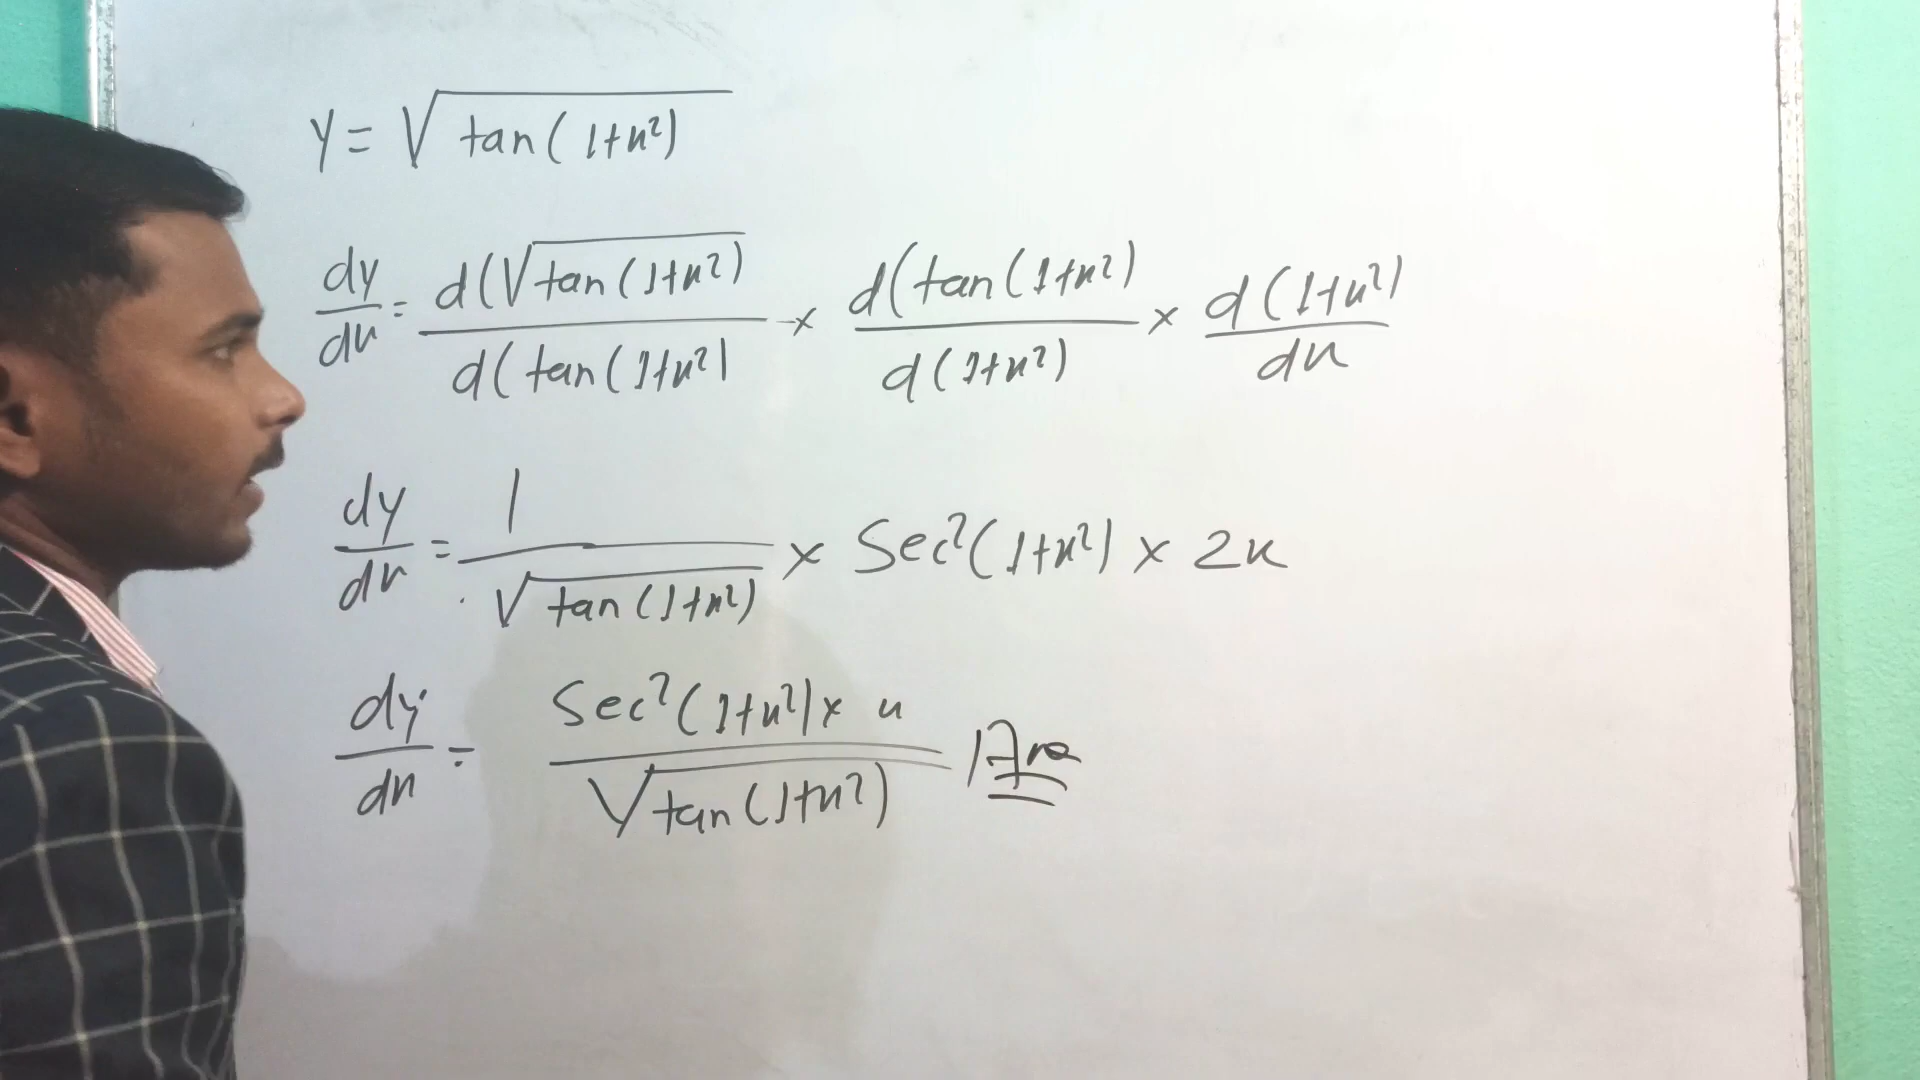 y = √tan(1+x²)
dy/dx = d(√tan(1+x²)/d(tan(1+x²) × d(tan(1+x²)/d(1+x²) × d(1+x²)/dx
dy/dx = 1/√tan(1+x²) × Sec²(1+x²) × 2x
dy/dx = Sec²(1+x²) × x/√tan(1+x²)